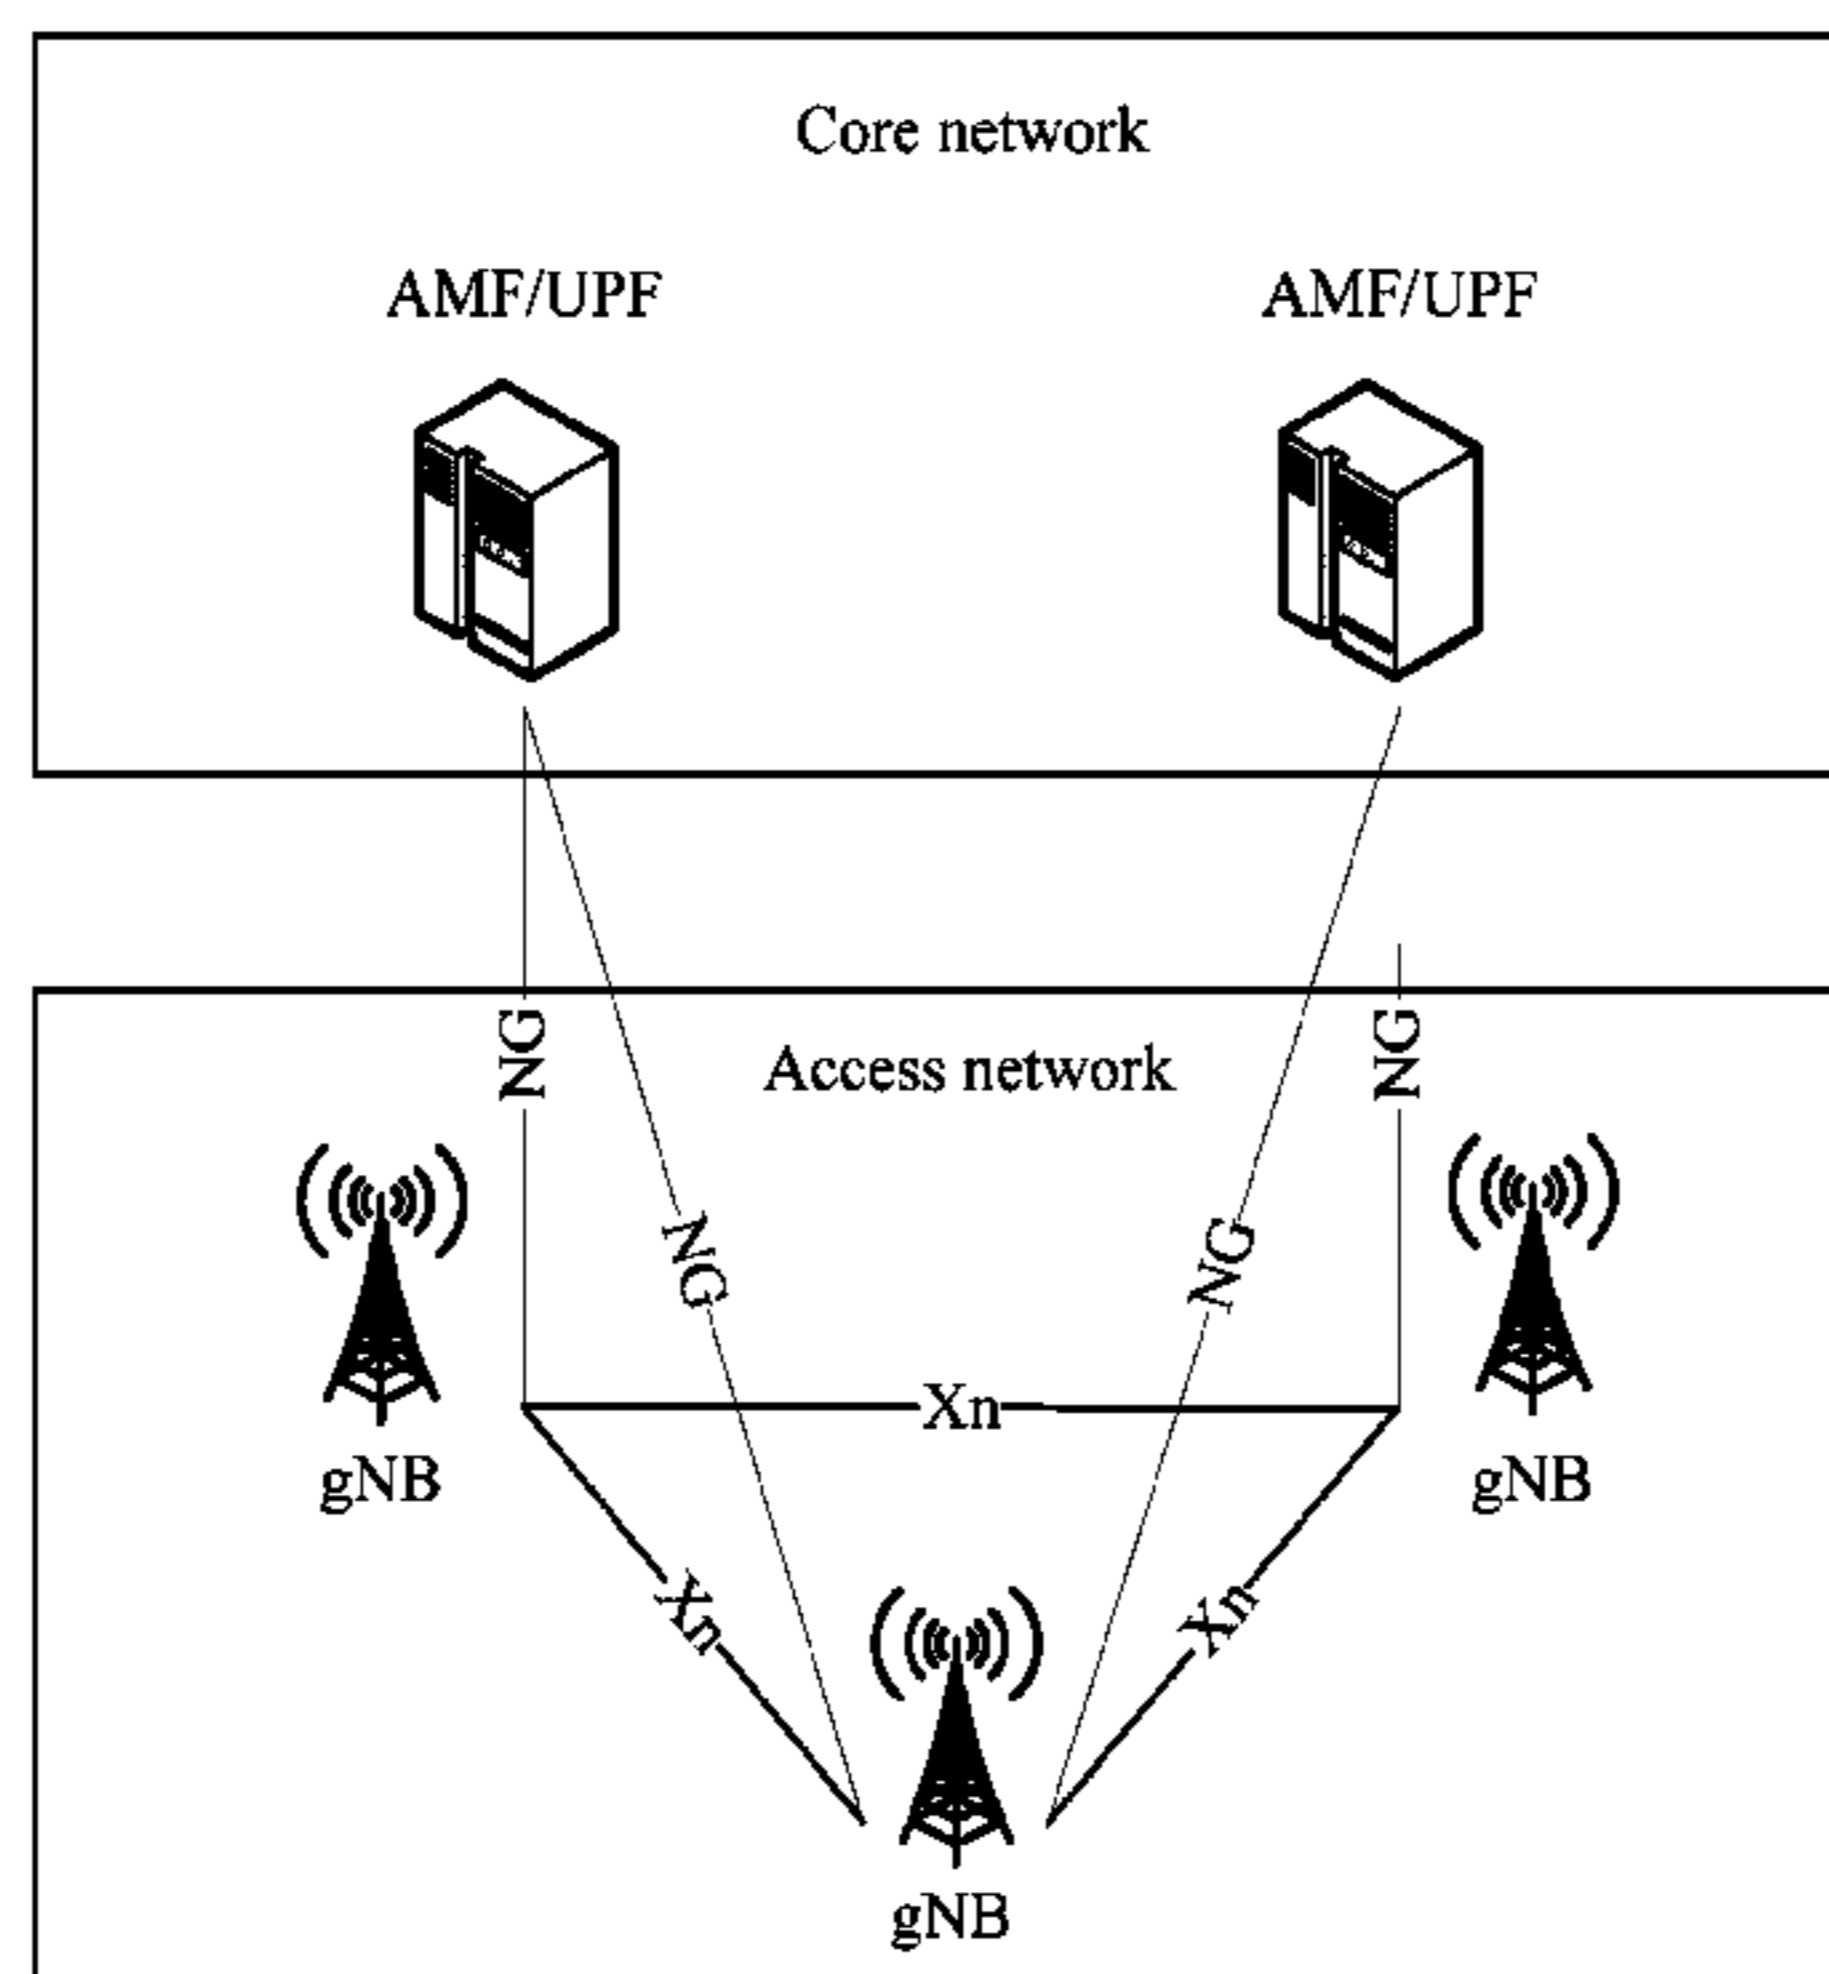 Core network
AMF/UPF
AMF/UPF
NG
Access network
NG
NG
NG
Xn
gNB
gNB
Xn
Xn
gNB